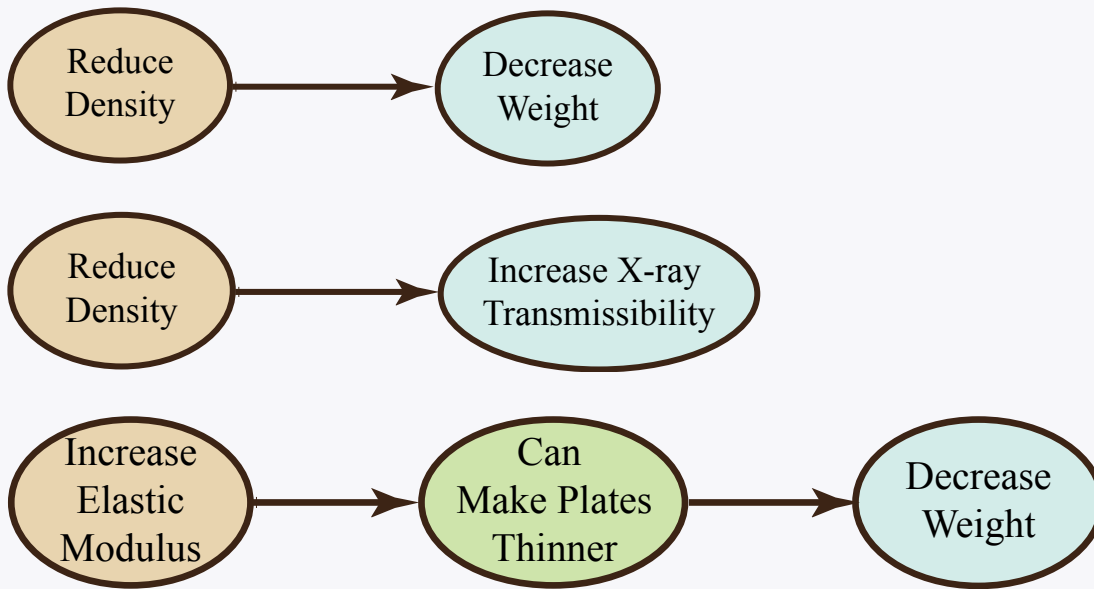 Reduce
Density
Decrease
Weight
Reduce
Density
Increase X-ray
Transmissibility
Increase
Elastic
Modulus
Can
Make Plates
Thinner
Decrease
Weight